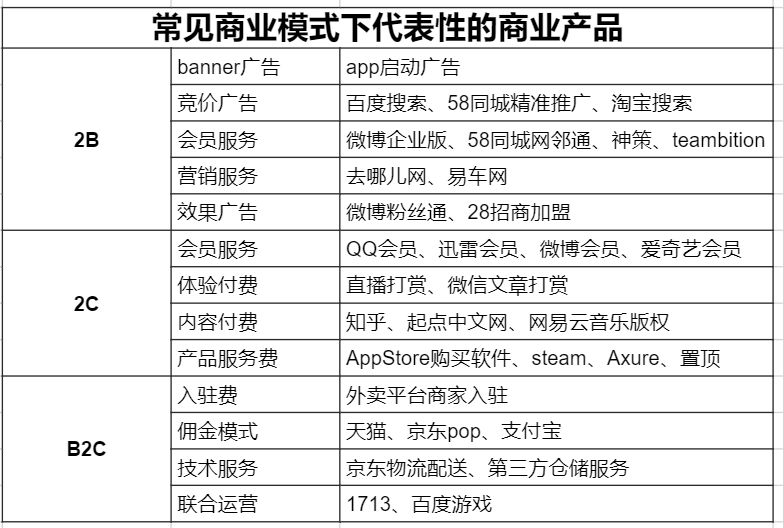 常见商业模式下代表性的商业产品
2B
banner广告 app启动广告
竞价广告 百度搜索、58同城精准推广、淘宝搜索
会员服务 微博企业版、58同城网邻通、神策、teambition
营销服务 去哪儿网、易车网
效果广告 微博粉丝通、28招商加盟
2C
会员服务 QQ会员、迅雷会员、微博会员、爱奇艺会员
体验付费 直播打赏、微信文章打赏
内容付费 知乎、起点中文网、网易云音乐版权
产品服务费 AppStore购买软件、steam、Axure、置顶
B2C
入驻费 外卖平台商家入驻
佣金模式 天猫、京东pop、支付宝
技术服务 京东物流配送、第三方仓储服务
联合运营 1713、百度游戏